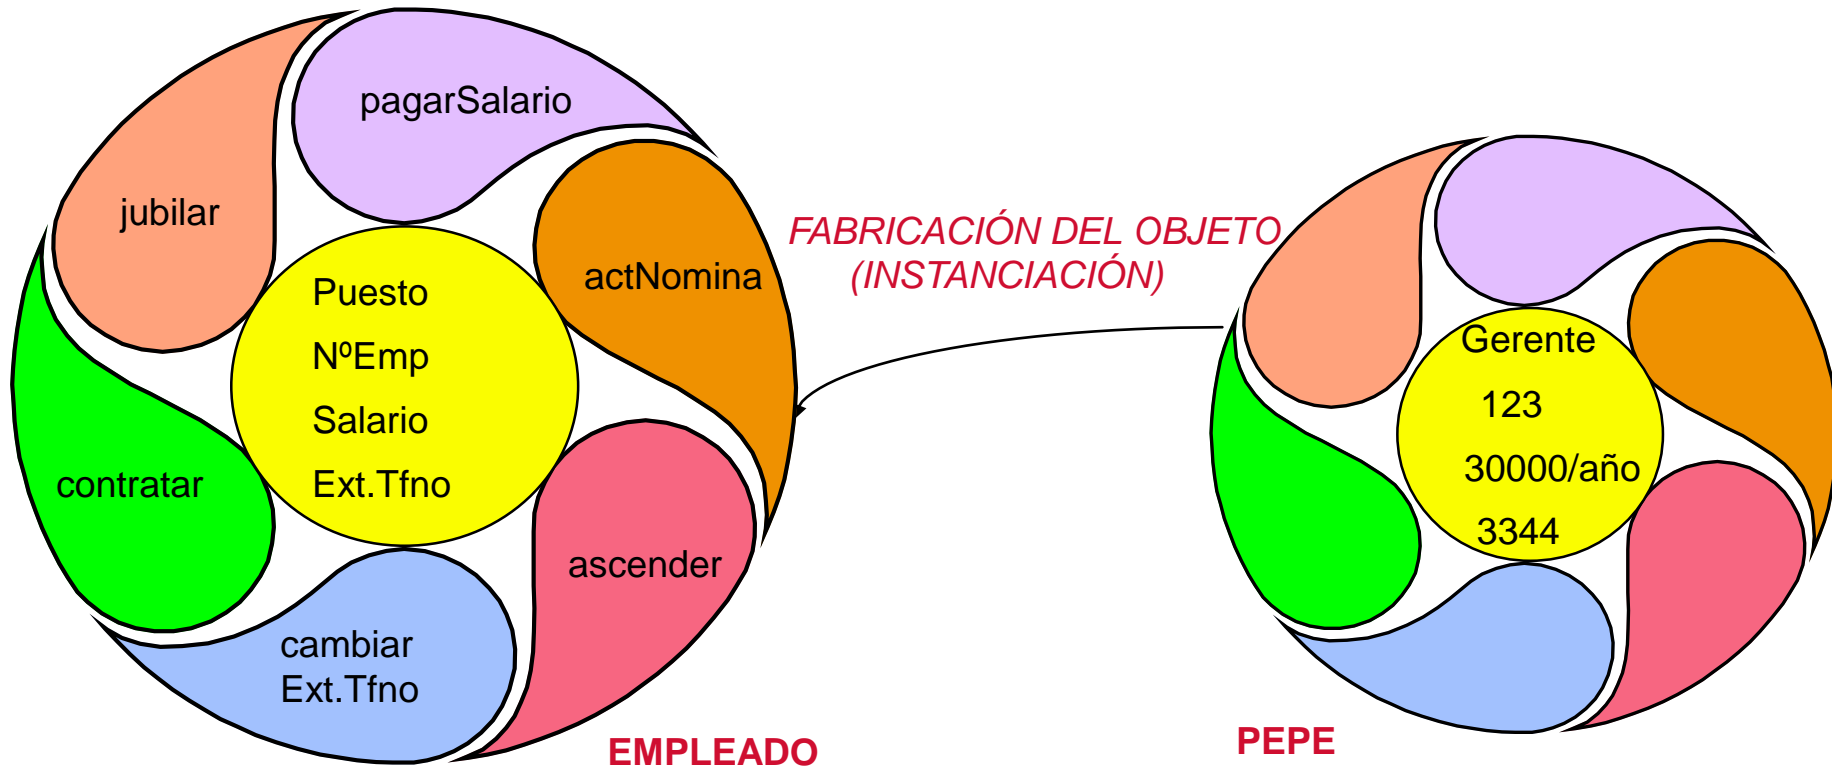 pagarSalario
jubilar
actNomina
Puesto
NºEmp
Salario
Ext.Tfno
contratar
ascender
cambiar
Ext.Tfno
EMPLEADO
FABRICACIÓN DEL OBJETO
(INSTANCIACIÓN)
Gerente
123
30000/año
3344
PEPE